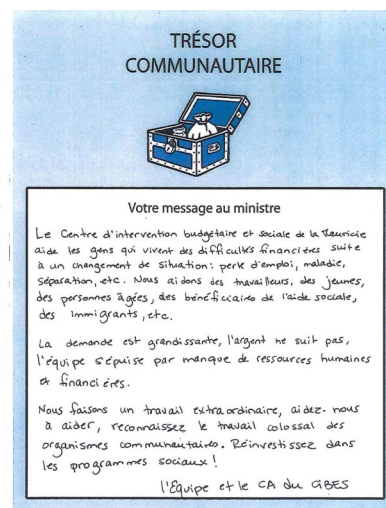 TRÉSOR
COMMUNAUTAIRE
Votre message au ministre
Le Centre d'intervention budgétaire et sociale de la Mauricie
aide les gens qui vivent des difficultés financières suite
à un changement de situation: perte d'emploi, maladie,
séparation, etc. Nous aidons des travailleurs, des jeunes,
des personnes âgées, des bénéficiaires de l'aide sociale,
des immigrants, etc.
La demande est grandissante, l'argent ne suit pas,
l'équipe s'épuise par manque de ressources humaines
et financières.
Nous faisons un travail extraordinaire, aidez-nous
à aider, reconnaissez le travail colossal des
organismes communautaires. Réinvestissez dans
les programmes sociaux!
l'Équipe et le CA du CIBES